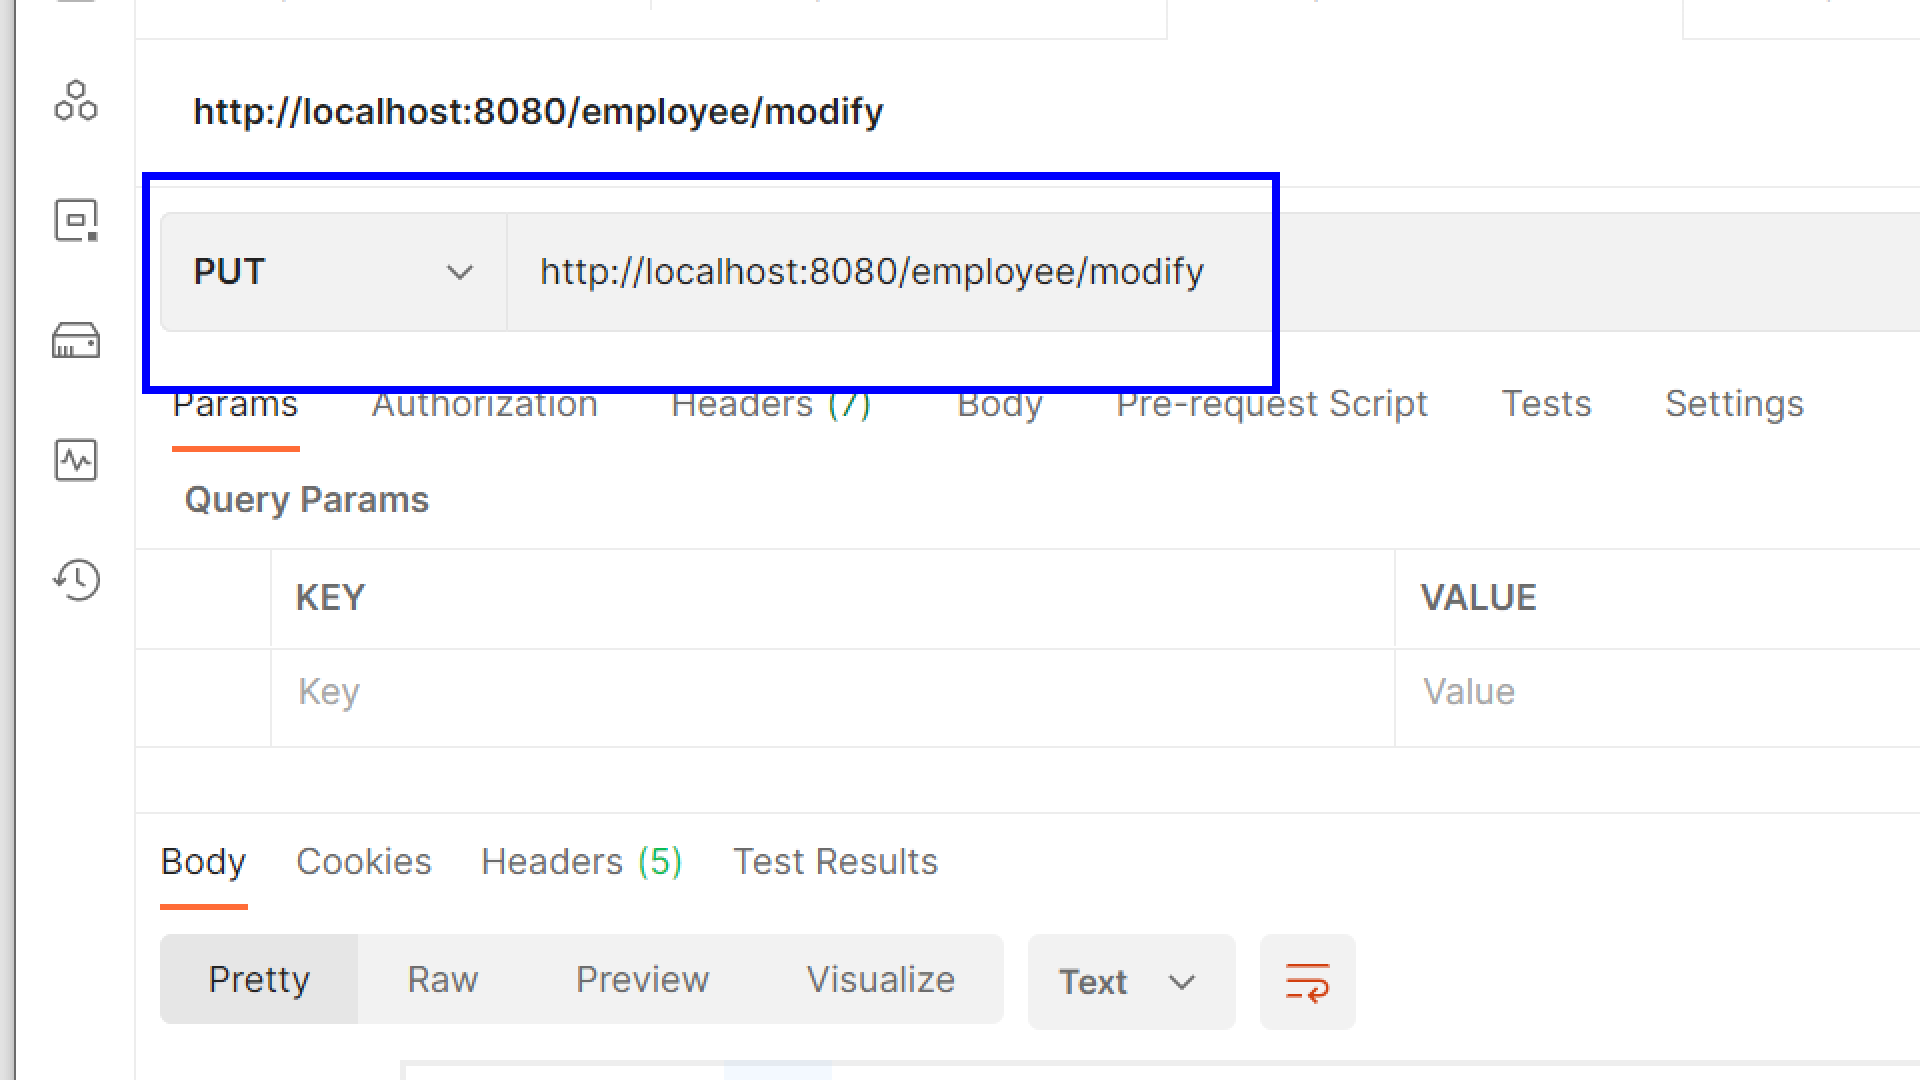 http://localhost:8080/employee/modify
PUT http://localhost:8080/employee/modify
Params Authorization Headers (7) Body Pre-request Script Tests Settings
Query Params
KEY VALUE
Key Value
Body Cookies Headers (5) Test Results
Pretty Raw Preview Visualize Text